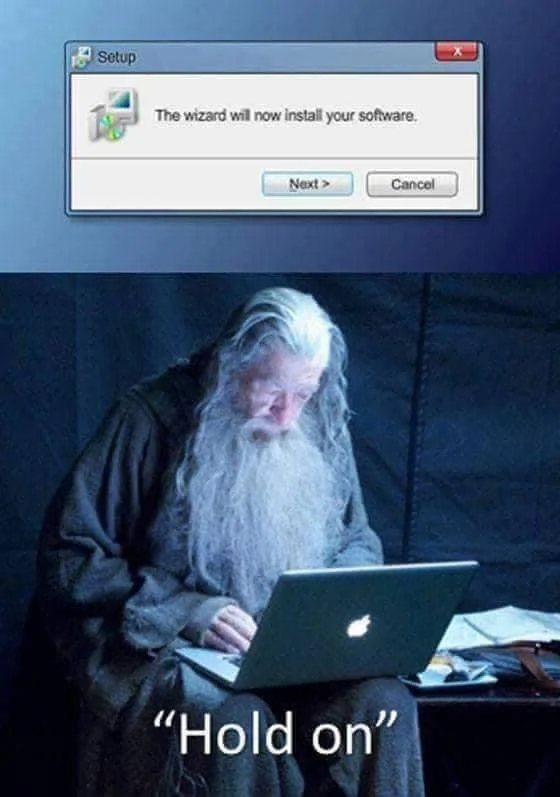 Setup
X
The wizard will now install your software.
Next >
Cancel
“Hold on”